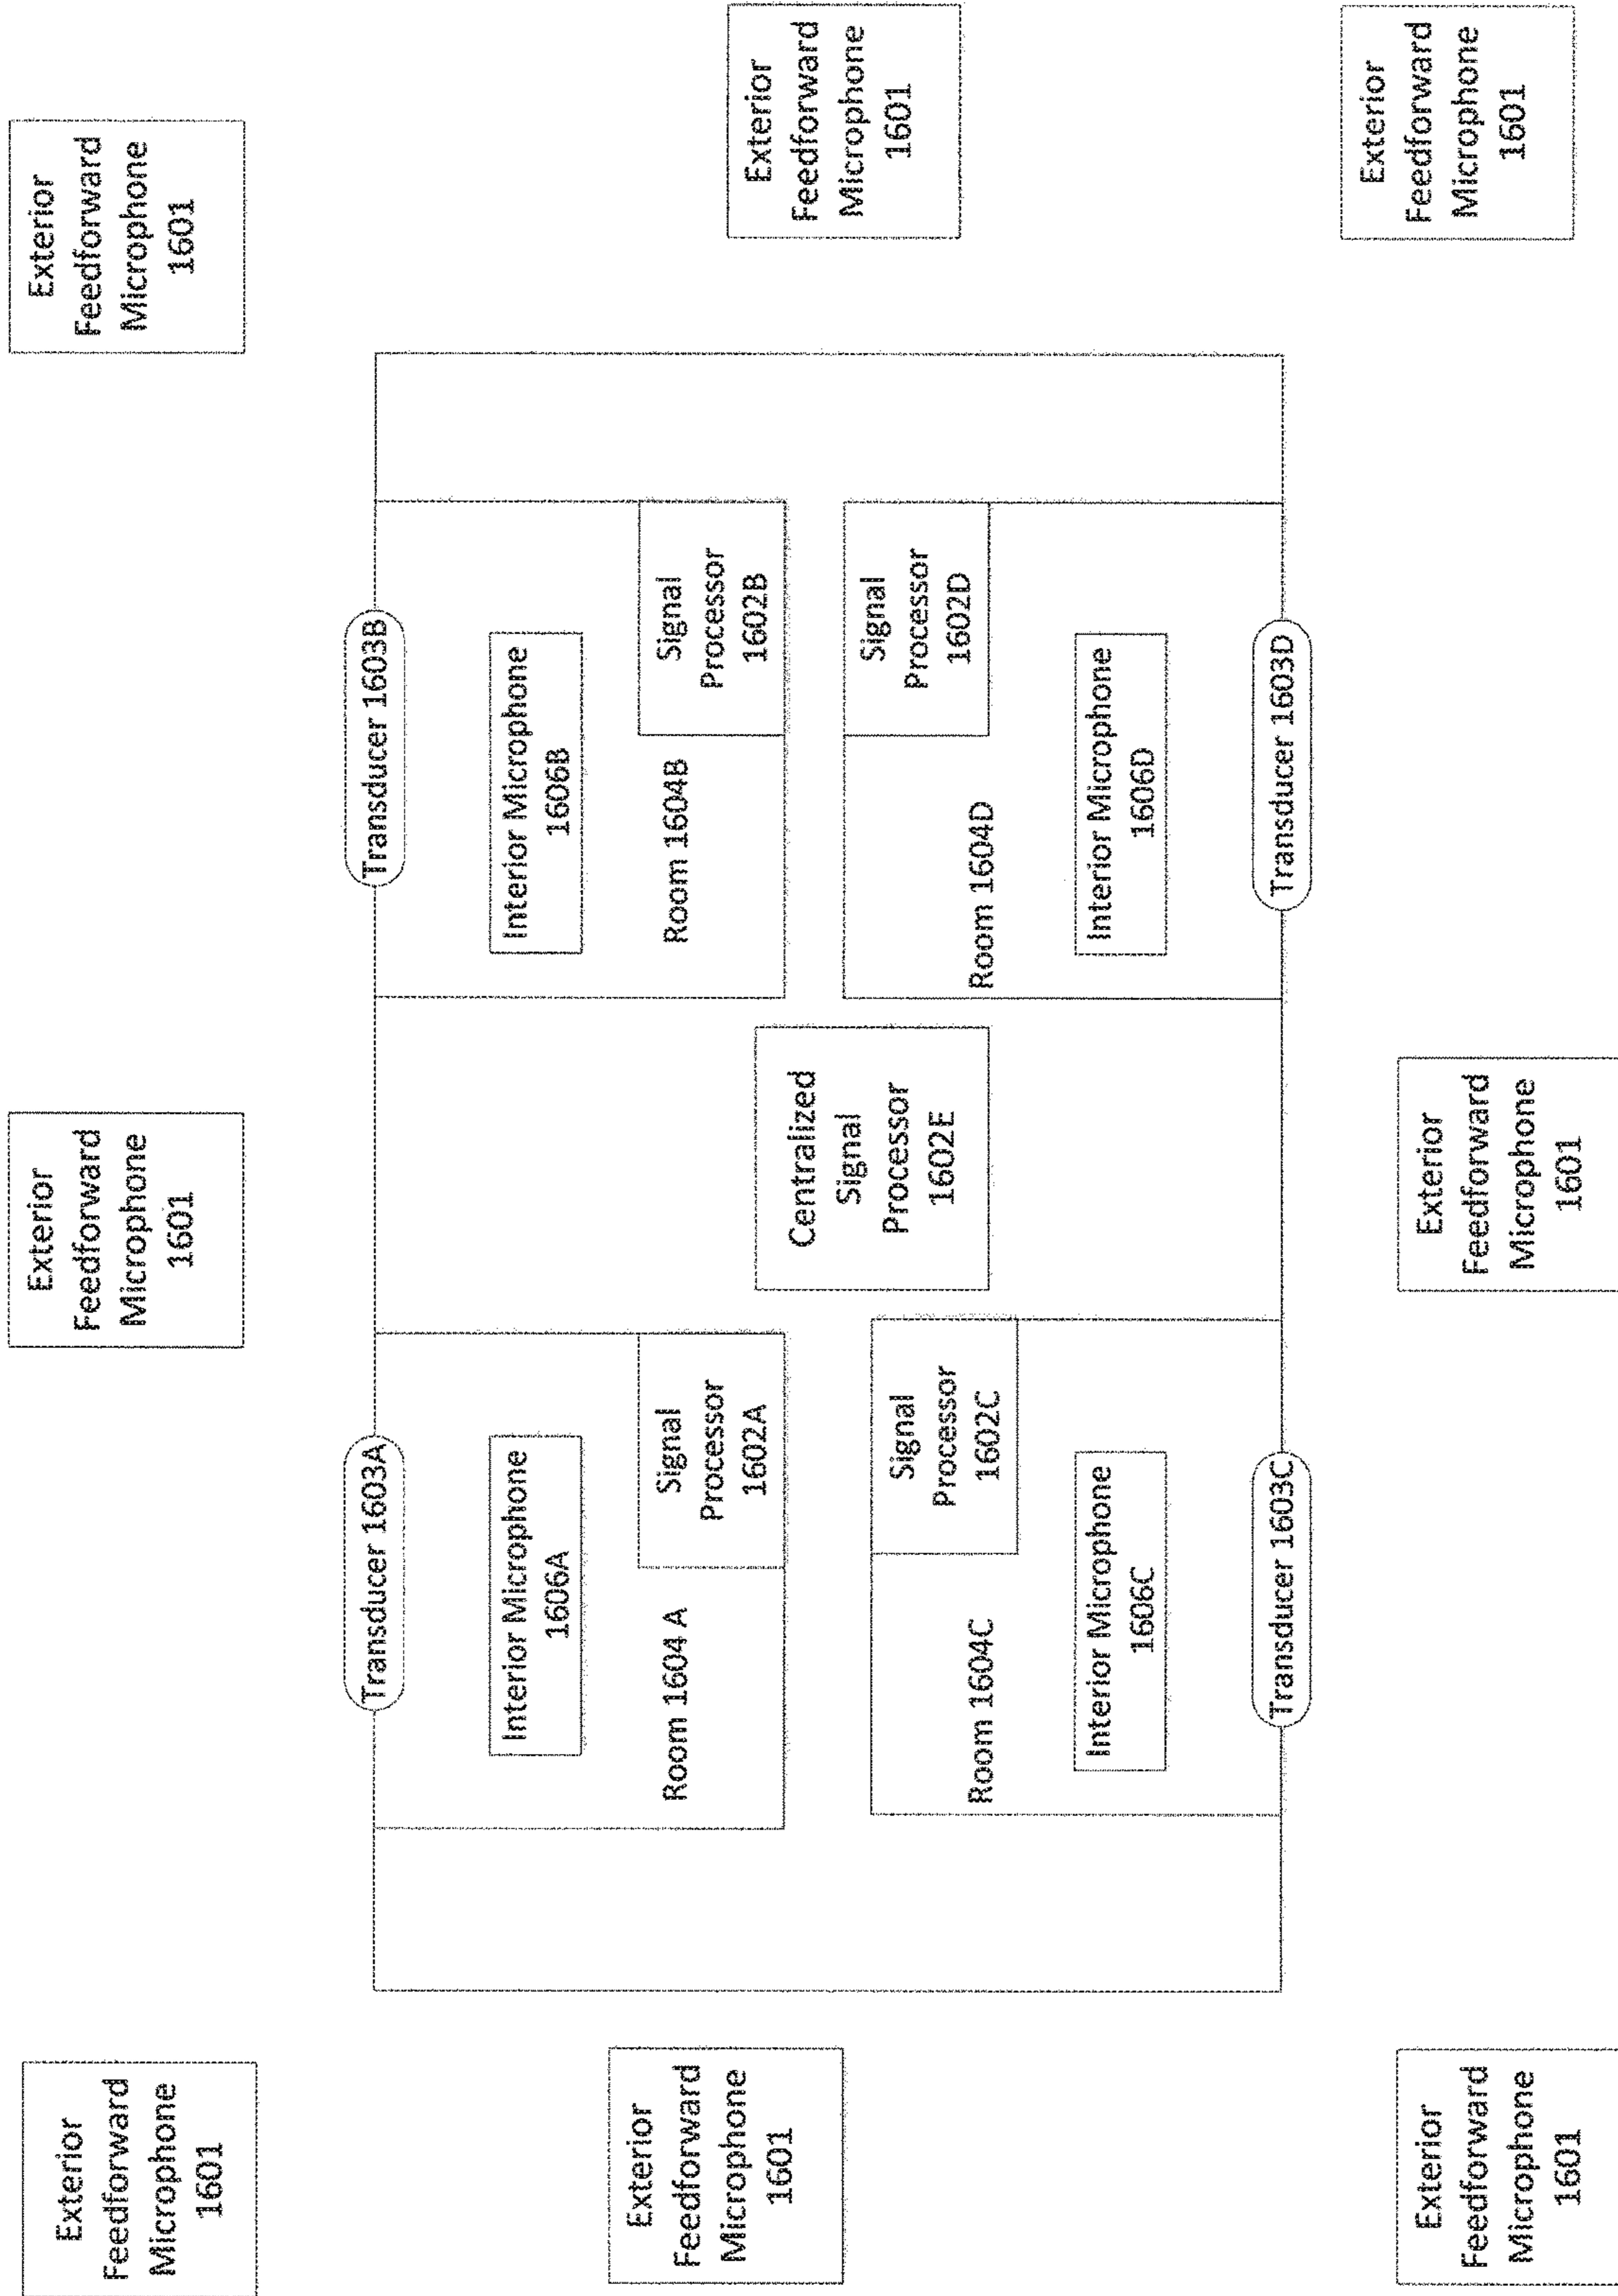 Exterior
Feedforward
Microphone
1601
Exterior
Feedforward
Microphone
1601
Exterior
Feedforward
Microphone
1601
Transducer 1603A
Transducer 1603B
Interior Microphone
1606A
Interior Microphone
1606B
Exterior
Feedforward
Microphone
1601
Room 1604 A
Signal
Processor
1602A
Room 1604B
Signal
Processor
1602B
Exterior
Feedforward
Microphone
1601
Centralized
Signal
Processor
1602E
Signal
Processor
1602C
Room 1604C
Signal
Processor
1602D
Room 1604D
Interior Microphone
1606C
Interior Microphone
1606D
Transducer 1603C
Transducer 1603D
Exterior
Feedforward
Microphone
1601
Exterior
Feedforward
Microphone
1601
Exterior
Feedforward
Microphone
1601